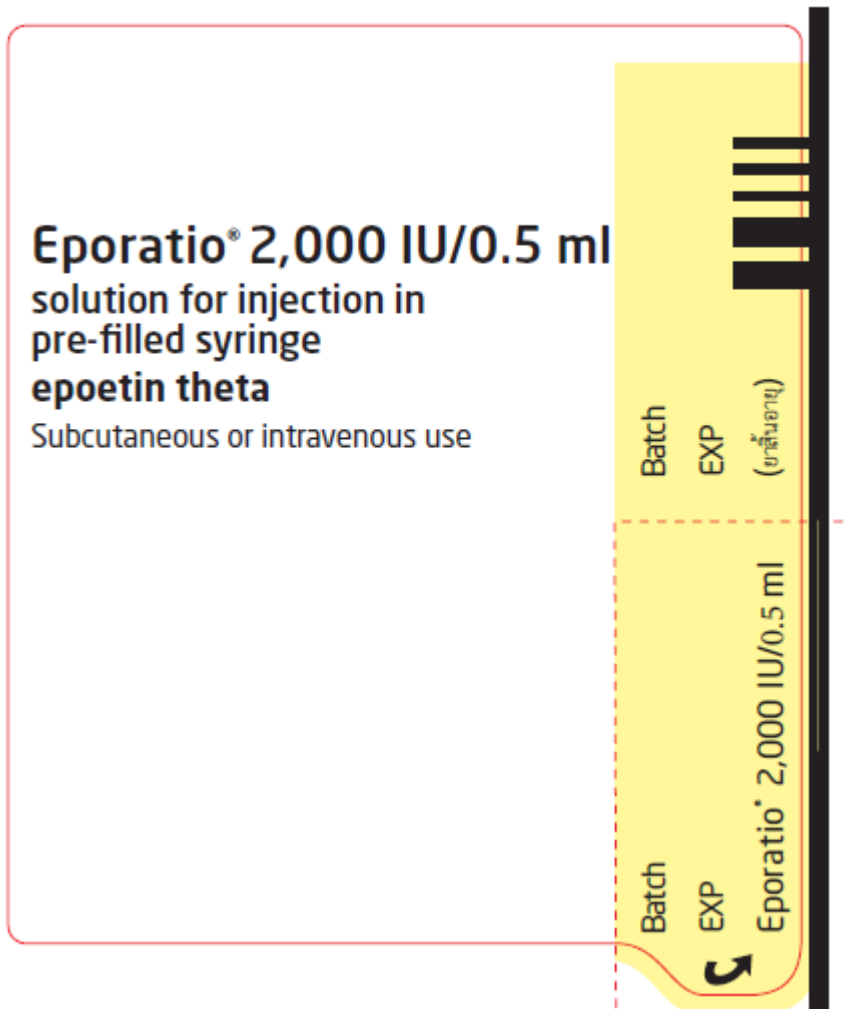 Eporatio® 2,000 IU/0.5 ml
solution for injection in
pre-filled syringe
epoetin theta
Subcutaneous or intravenous use
Batch
EXP
(ยาสิ้นอายุ)
Batch
EXP
Eporatio® 2,000 IU/0.5 ml